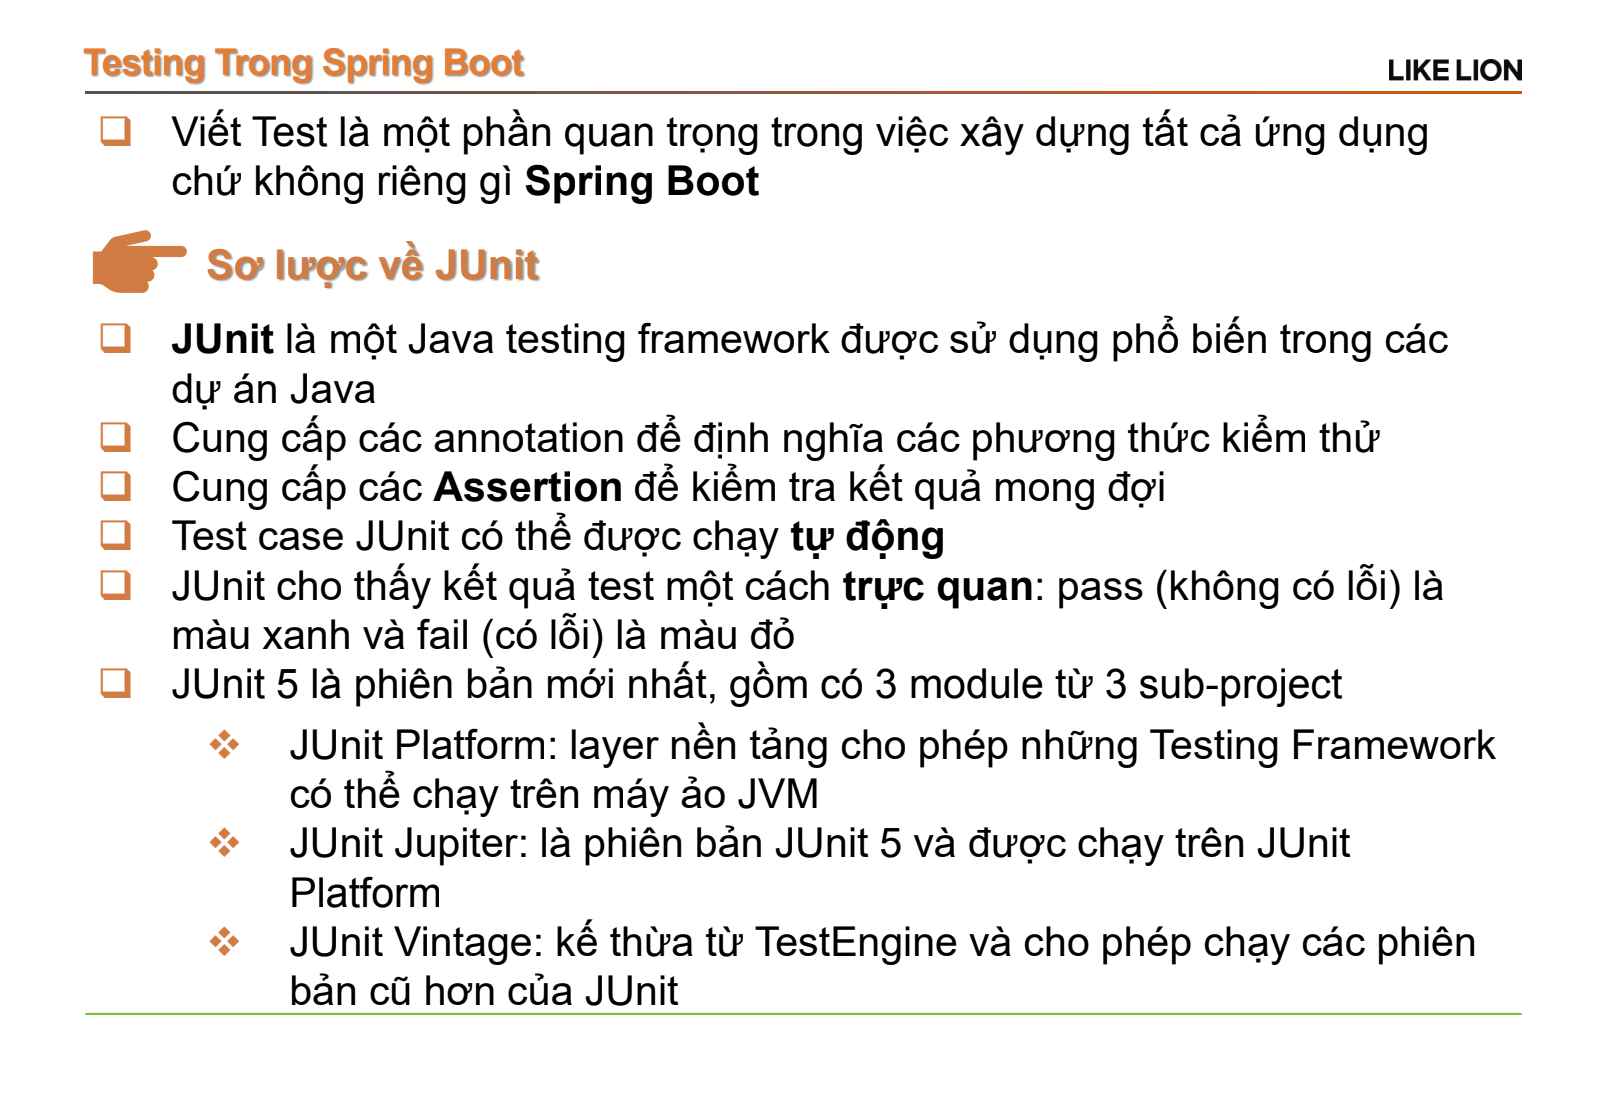 Testing Trong Spring Boot
LIKE LION
Viết Test là một phần quan trọng trong việc xây dựng tất cả ứng dụng
chứ không riêng gì Spring Boot
Sơ lược về JUnit
JUnit là một Java testing framework được sử dụng phổ biến trong các
dự án Java
Cung cấp các annotation để định nghĩa các phương thức kiểm thử
Cung cấp các Assertion để kiểm tra kết quả mong đợi
Test case JUnit có thể được chạy tự động
JUnit cho thấy kết quả test một cách trực quan: pass (không có lỗi) là
màu xanh và fail (có lỗi) là màu đỏ
JUnit 5 là phiên bản mới nhất, gồm có 3 module từ 3 sub-project
JUnit Platform: layer nền tảng cho phép những Testing Framework
có thể chạy trên máy ảo JVM
JUnit Jupiter: là phiên bản JUnit 5 và được chạy trên JUnit
Platform
JUnit Vintage: kế thừa từ TestEngine và cho phép chạy các phiên
bản cũ hơn của JUnit